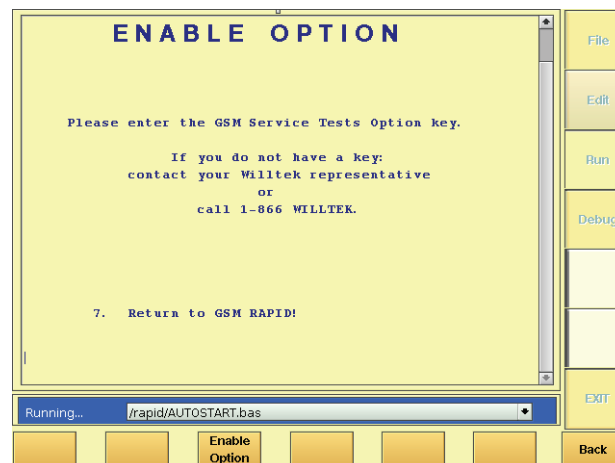 ENABLE OPTION
Please enter the GSM Service Tests Option key.
If you do not have a key:
contact your Willtek representative
or
call 1-866 WILLTEK.
7. Return to GSM RAPID!
Running... /rapid/AUTOSTART.bas
File
Edit
Run
Debug
EXIT
Enable
Option
Back